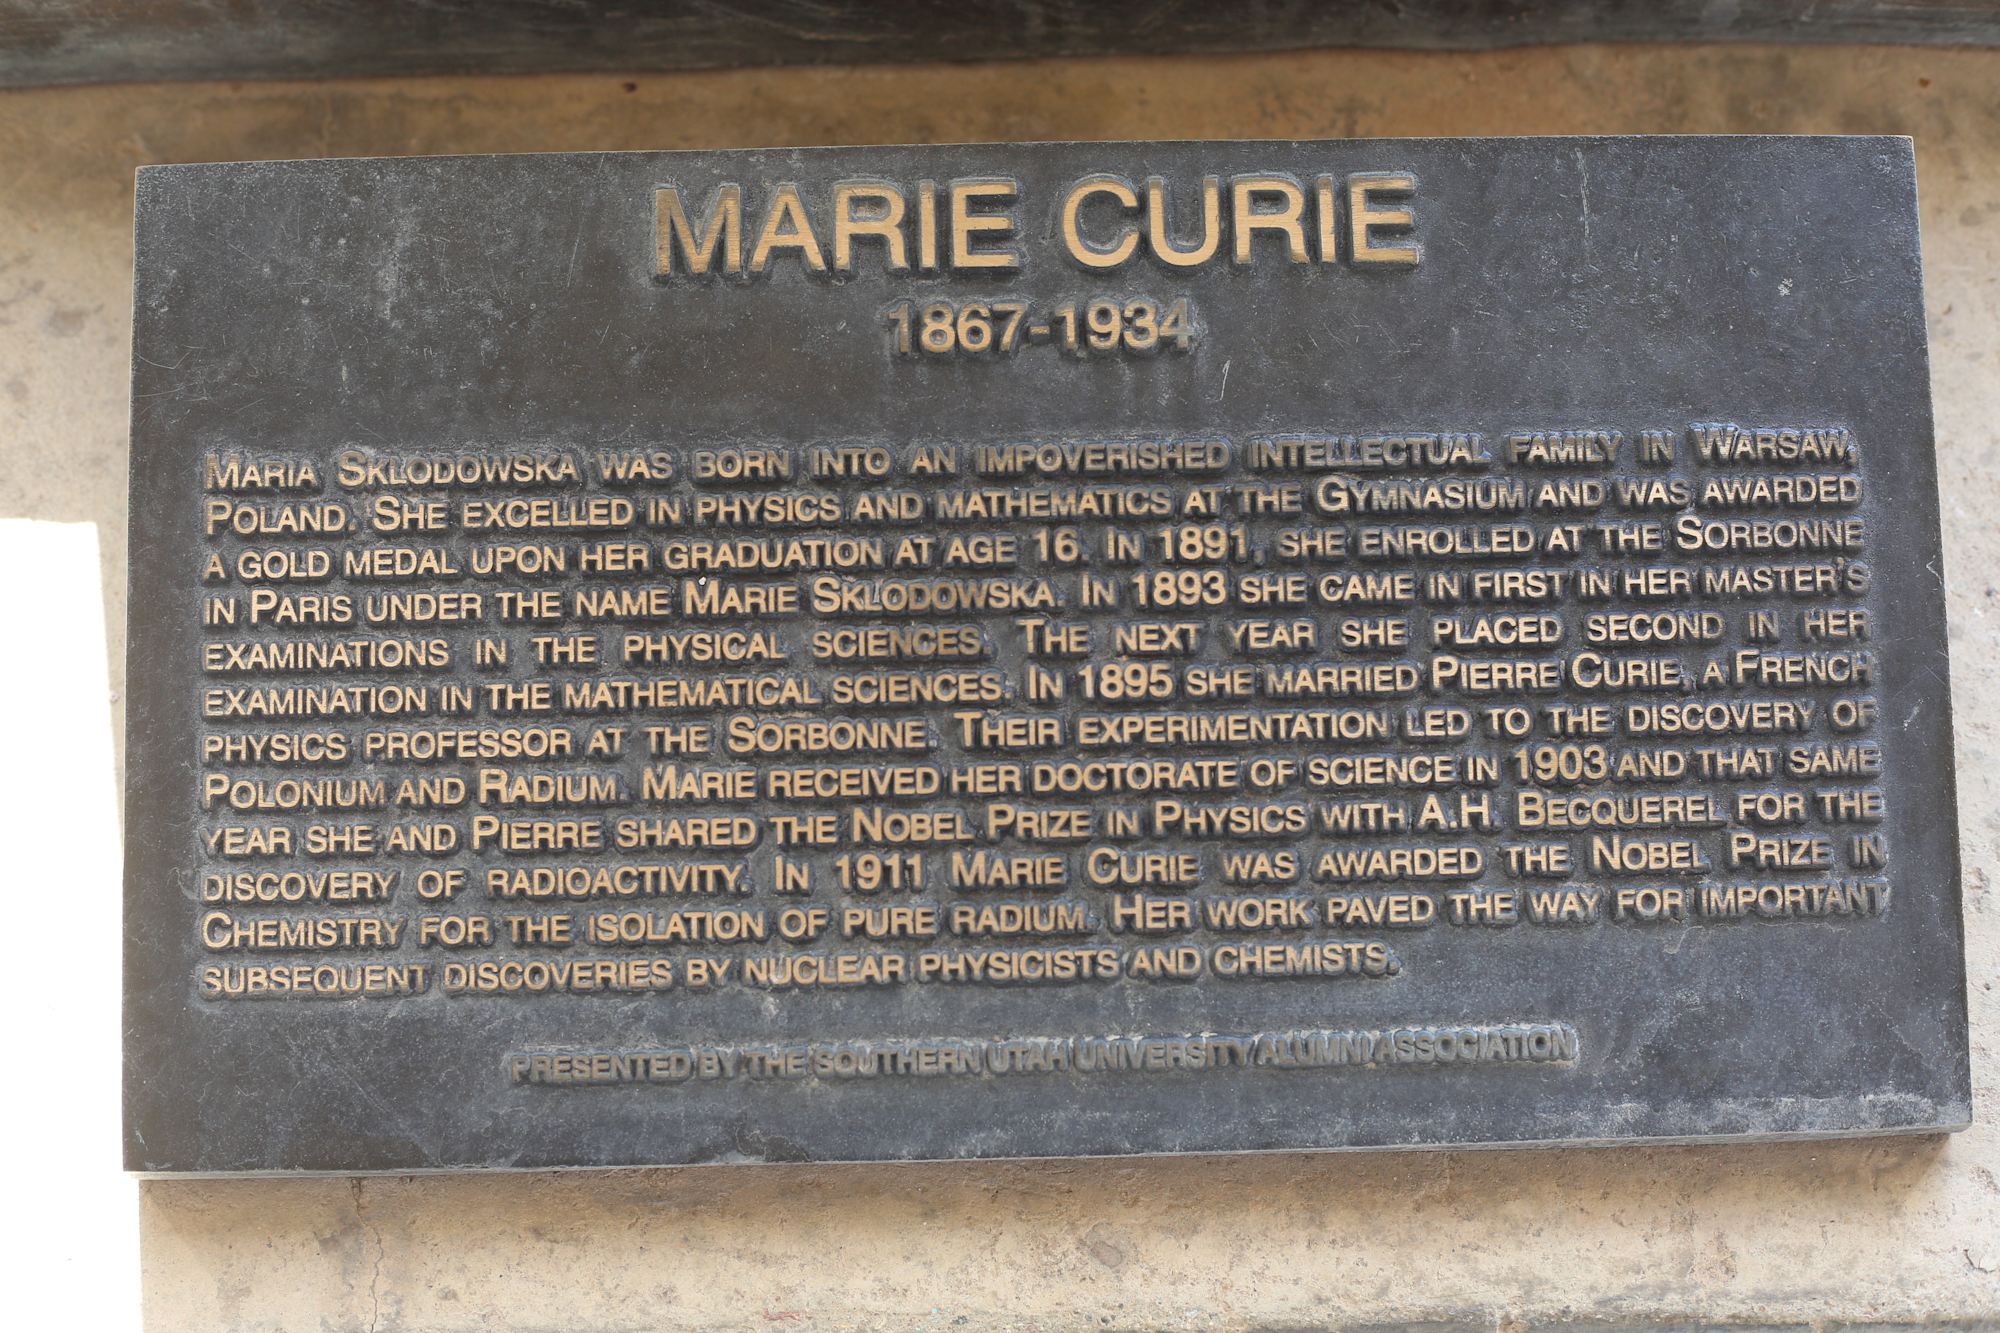 MARIE CURIE
1867-1934
MARIA SKLODOWSKA WAS BORN INTO AN IMPOVERISHED INTELLECTUAL FAMILY IN WARSAW,
POLAND. SHE EXCELLED IN PHYSICS AND MATHEMATICS AT THE GYMNASIUM AND WAS AWARDED
A GOLD MEDAL UPON HER GRADUATION AT AGE 16. IN 1891, SHE ENROLLED AT THE SORBONNE
IN PARIS UNDER THE NAME MARIE SKLODOWSKA. IN 1893 SHE CAME IN FIRST IN HER MASTER'S
EXAMINATIONS IN THE PHYSICAL SCIENCES. THE NEXT YEAR SHE PLACED SECOND IN HER
EXAMINATION IN THE MATHEMATICAL SCIENCES. IN 1895 SHE MARRIED PIERRE CURIE, A FRENCH
PHYSICS PROFESSOR AT THE SORBONNE. THEIR EXPERIMENTATION LED TO THE DISCOVERY OF
POLONIUM AND RADIUM. MARIE RECEIVED HER DOCTORATE OF SCIENCE IN 1903 AND THAT SAME
YEAR SHE AND PIERRE SHARED THE NOBEL PRIZE IN PHYSICS WITH A.H. BECQUEREL FOR THE
DISCOVERY OF RADIOACTIVITY. IN 1911 MARIE CURIE WAS AWARDED THE NOBEL PRIZE IN
CHEMISTRY FOR THE ISOLATION OF PURE RADIUM. HER WORK PAVED THE WAY FOR IMPORTANT
SUBSEQUENT DISCOVERIES BY NUCLEAR PHYSICISTS AND CHEMISTS.
PRESENTED BY THE SOUTHERN UTAH UNIVERSITY ALUMNI ASSOCIATION